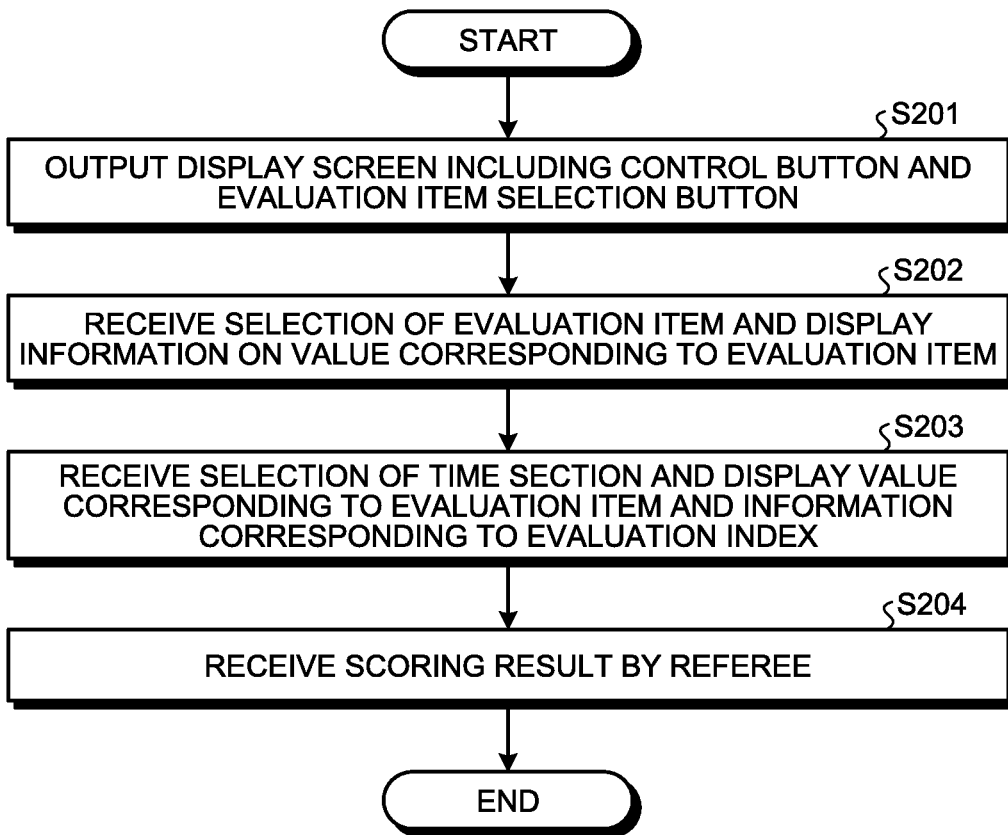 START
S201
OUTPUT DISPLAY SCREEN INCLUDING CONTROL BUTTON AND
EVALUATION ITEM SELECTION BUTTON
S202
RECEIVE SELECTION OF EVALUATION ITEM AND DISPLAY
INFORMATION ON VALUE CORRESPONDING TO EVALUATION ITEM
S203
RECEIVE SELECTION OF TIME SECTION AND DISPLAY VALUE
CORRESPONDING TO EVALUATION ITEM AND INFORMATION
CORRESPONDING TO EVALUATION INDEX
S204
RECEIVE SCORING RESULT BY REFEREE
END